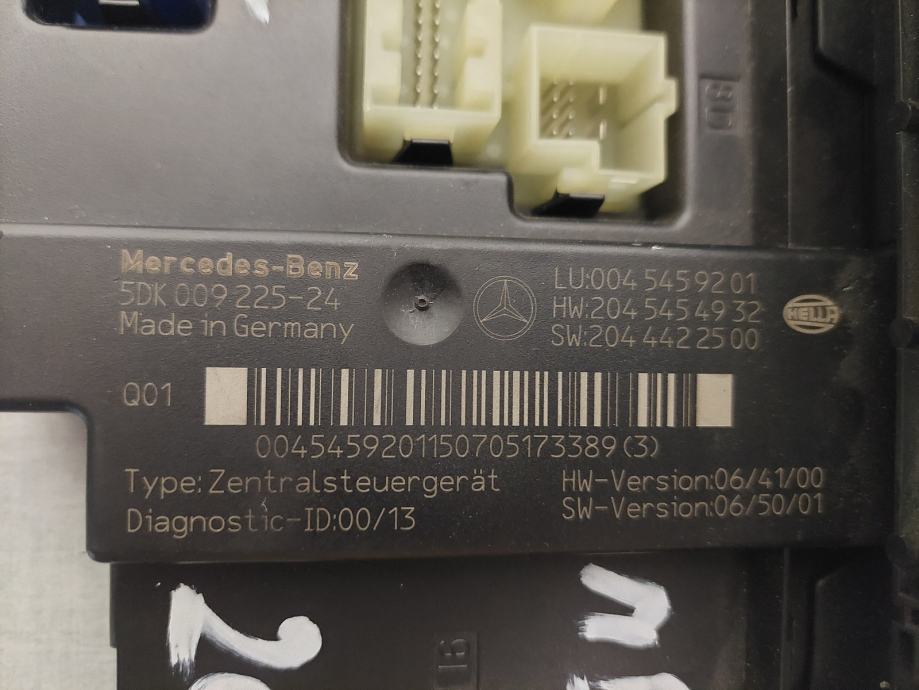 3D
Mercedes-Benz
5DK 009 225-24
Made in Germany
LU:004 545 92 01
HW:204 545 49 32
SW:204 442 25 00
HELLA
Q01
0045459201150705173389(3)
Type: Zentralsteuergerät
Diagnostic-ID:00/13
HW-Version:06/41/00
SW-Version:06/50/01